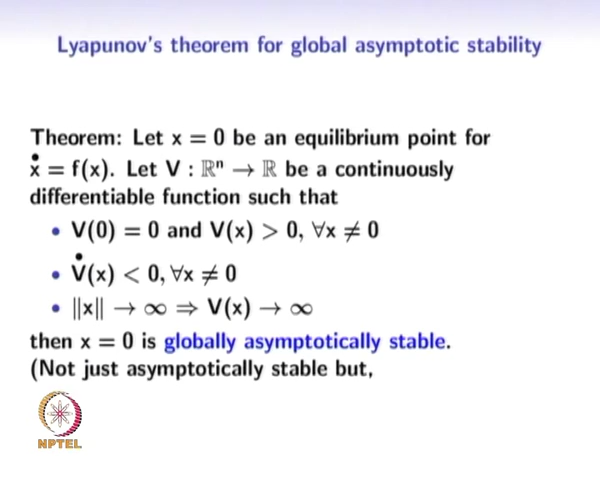 Lyapunov's theorem for global asymptotic stability
Theorem: Let x = 0 be an equilibrium point for
ẋ = f(x). Let V : ℝⁿ → ℝ be a continuously
differentiable function such that
• V(0) = 0 and V(x) > 0, ∀x ≠ 0
• V̇(x) < 0, ∀x ≠ 0
• ||x|| → ∞ ⇒ V(x) → ∞
then x = 0 is globally asymptotically stable.
(Not just asymptotically stable but,
NPTEL